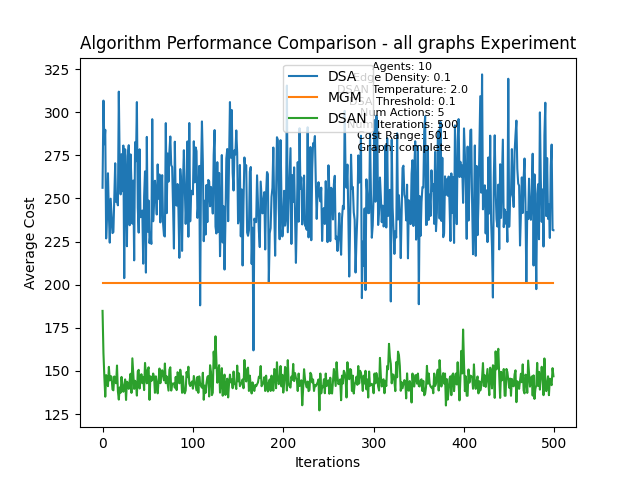 Algorithm Performance Comparison - all graphs Experiment
Average Cost
325
300
275
250
225
200
175
150
125
DSA
MGM
DSAN
Agents: 10
Edge Density: 0.1
DSAN Temperature: 2.0
DSA Threshold: 0.1
Num Actions: 5
Num Iterations: 500
Cost Range: 501
Graph: complete
0
100
200
300
400
500
Iterations